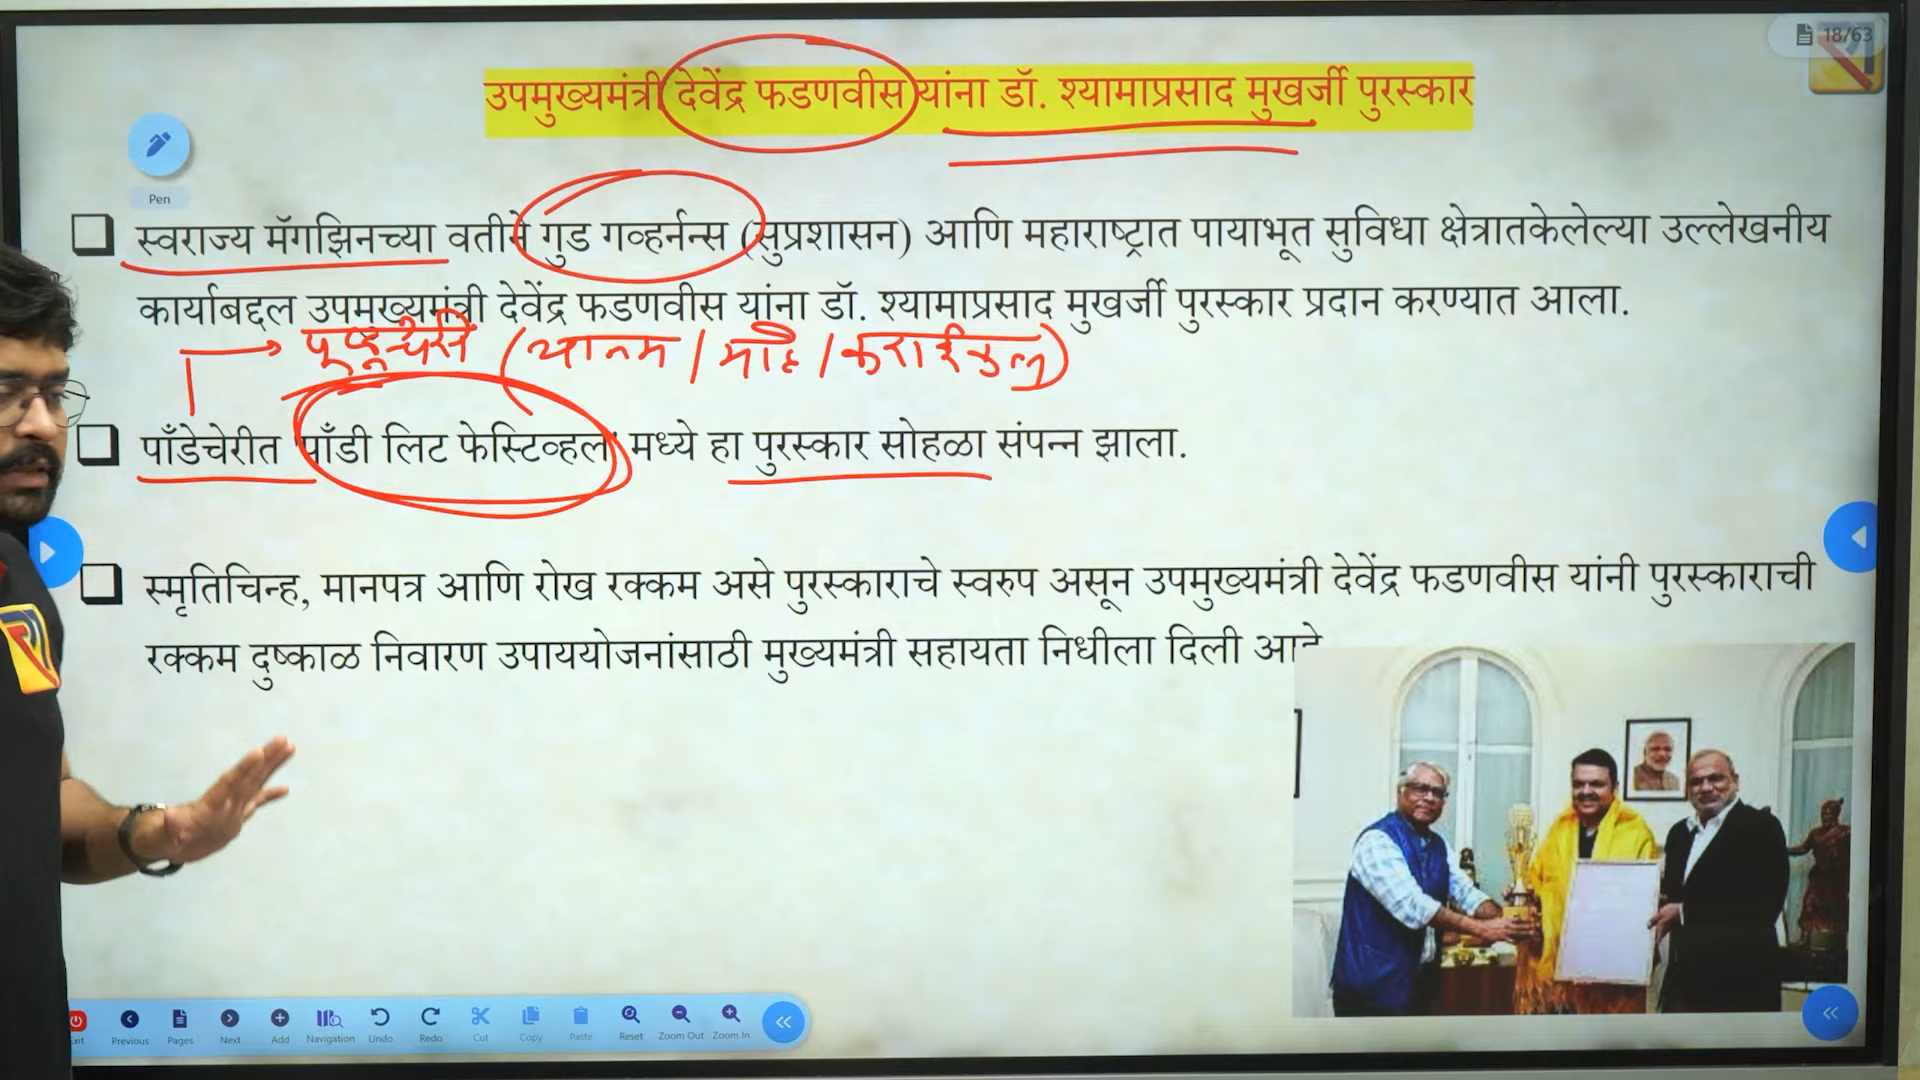 18/63
उपमुख्यमंत्री देवेंद्र फडणवीस यांना डॉ. श्यामाप्रसाद मुखर्जी पुरस्कार
Pen
स्वराज्य मॅगझिनच्या वतीने गुड गव्हर्नन्स (सुप्रशासन) आणि महाराष्ट्रात पायाभूत सुविधा क्षेत्रातकेलेल्या उल्लेखनीय
कार्याबद्दल उपमुख्यमंत्री देवेंद्र फडणवीस यांना डॉ. श्यामाप्रसाद मुखर्जी पुरस्कार प्रदान करण्यात आला.
(यानम / माहे / कराईकल)
पाँडेचेरीत पाँडी लिट फेस्टिव्हल' मध्ये हा पुरस्कार सोहळा संपन्न झाला.
स्मृतिचिन्ह, मानपत्र आणि रोख रक्कम असे पुरस्काराचे स्वरुप असून उपमुख्यमंत्री देवेंद्र फडणवीस यांनी पुरस्काराची
रक्कम दुष्काळ निवारण उपाययोजनांसाठी मुख्यमंत्री सहायता निधीला दिली आहे
Exit Previous Pages Next Add Navigation Undo Redo Cut Copy Paste Reset Zoom Out Zoom In